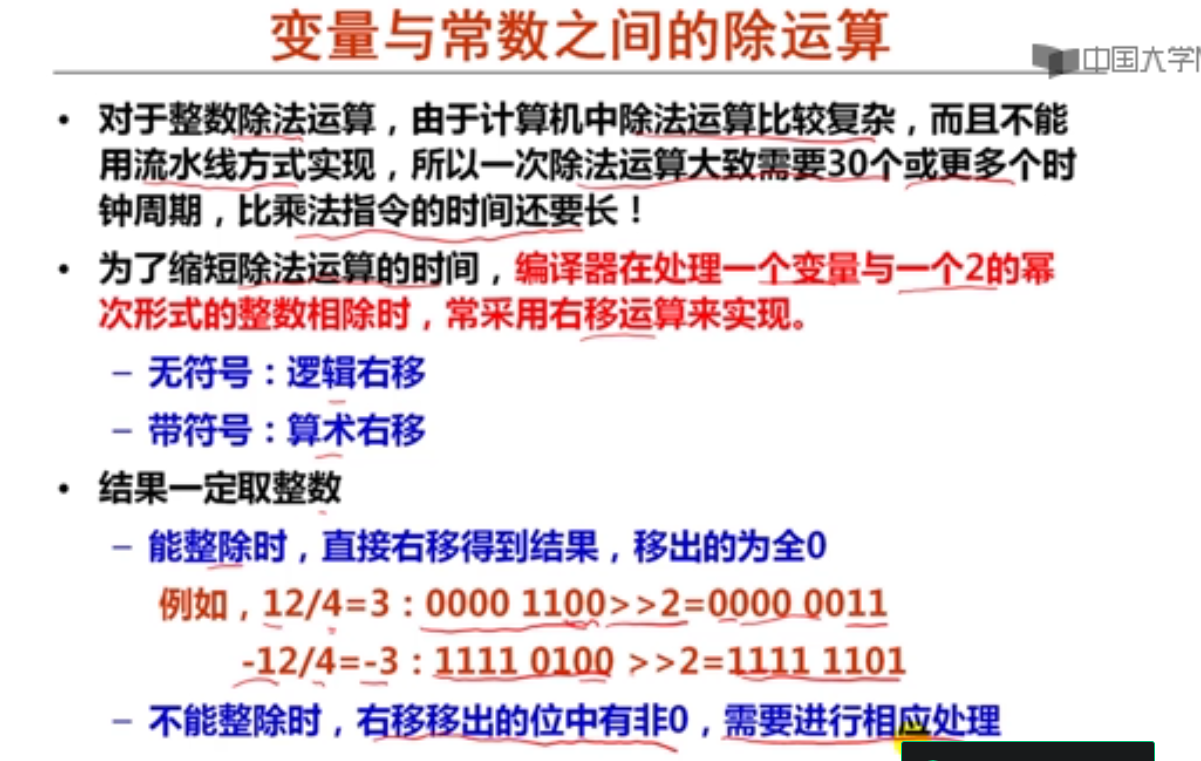 变量与常数之间的除运算
中国大学
• 对于整数除法运算，由于计算机中除法运算比较复杂，而且不能
用流水线方式实现，所以一次除法运算大致需要30个或更多个时
钟周期，比乘法指令的时间还要长！
• 为了缩短除法运算的时间，编译器在处理一个变量与一个2的幂
次形式的整数相除时，常采用右移运算来实现。
– 无符号：逻辑右移
– 带符号：算术右移
• 结果一定取整数
– 能整除时，直接右移得到结果，移出的为全0
例如，12/4=3：0000 1100>>2=0000 0011
-12/4=-3：1111 0100 >>2=1111 1101
– 不能整除时，右移移出的位中有非0，需要进行相应处理